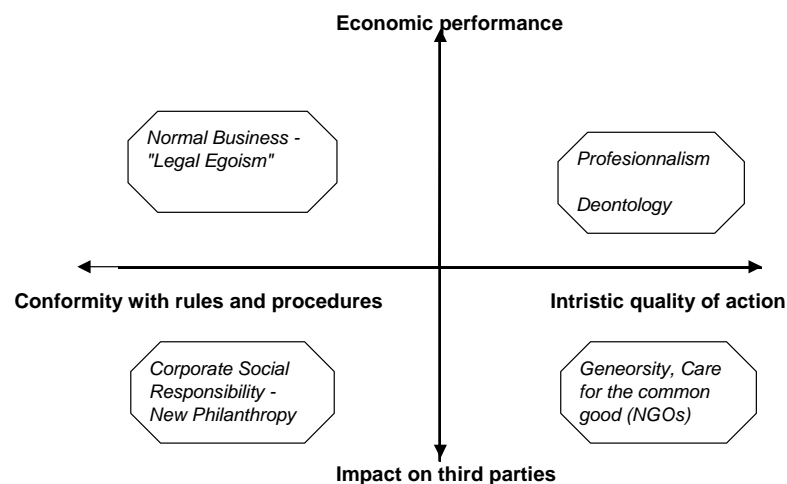 Economic performance
Normal Business -
"Legal Egoism"
Profesionnalism
Deontology
Conformity with rules and procedures
Intristic quality of action
Corporate Social
Responsibility -
New Philanthropy
Geneorsity, Care
for the common
good (NGOs)
Impact on third parties